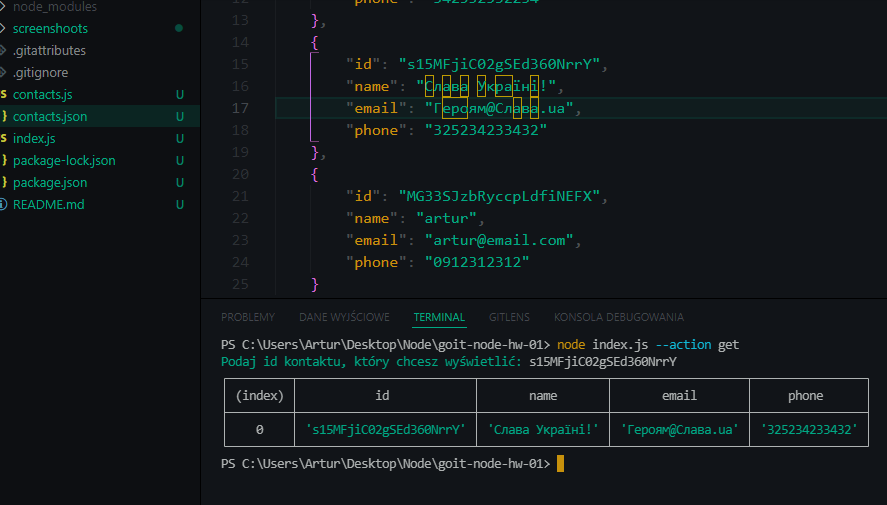 node_modules
screenshoots
.gitattributes
.gitignore
contacts.js U
contacts.json U
index.js U
package-lock.json U
package.json U
README.md U
13 },
14 {
15 "id": "s15MFjiC02gSEd360NrrY",
16 "name": "Слава Україні!",
17 "email": "Героям@Слава.ua",
18 "phone": "325234233432"
19 },
20 {
21 "id": "MG33SJzbRyccpLdfiNEFX",
22 "name": "artur",
23 "email": "artur@email.com",
24 "phone": "0912312312"
25 }
PROBLEMY DANE WYJŚCIOWE TERMINAL GITLENS KONSOLA DEBUGOWANIA
PS C:\Users\Artur\Desktop\Node\goit-node-hw-01> node index.js --action get
Podaj id kontaktu, który chcesz wyświetlić: s15MFjiC02gSEd360NrrY
(index) id name email phone
0 's15MFjiC02gSEd360NrrY' 'Слава Україні!' 'Героям@Слава.ua' '325234233432'
PS C:\Users\Artur\Desktop\Node\goit-node-hw-01>